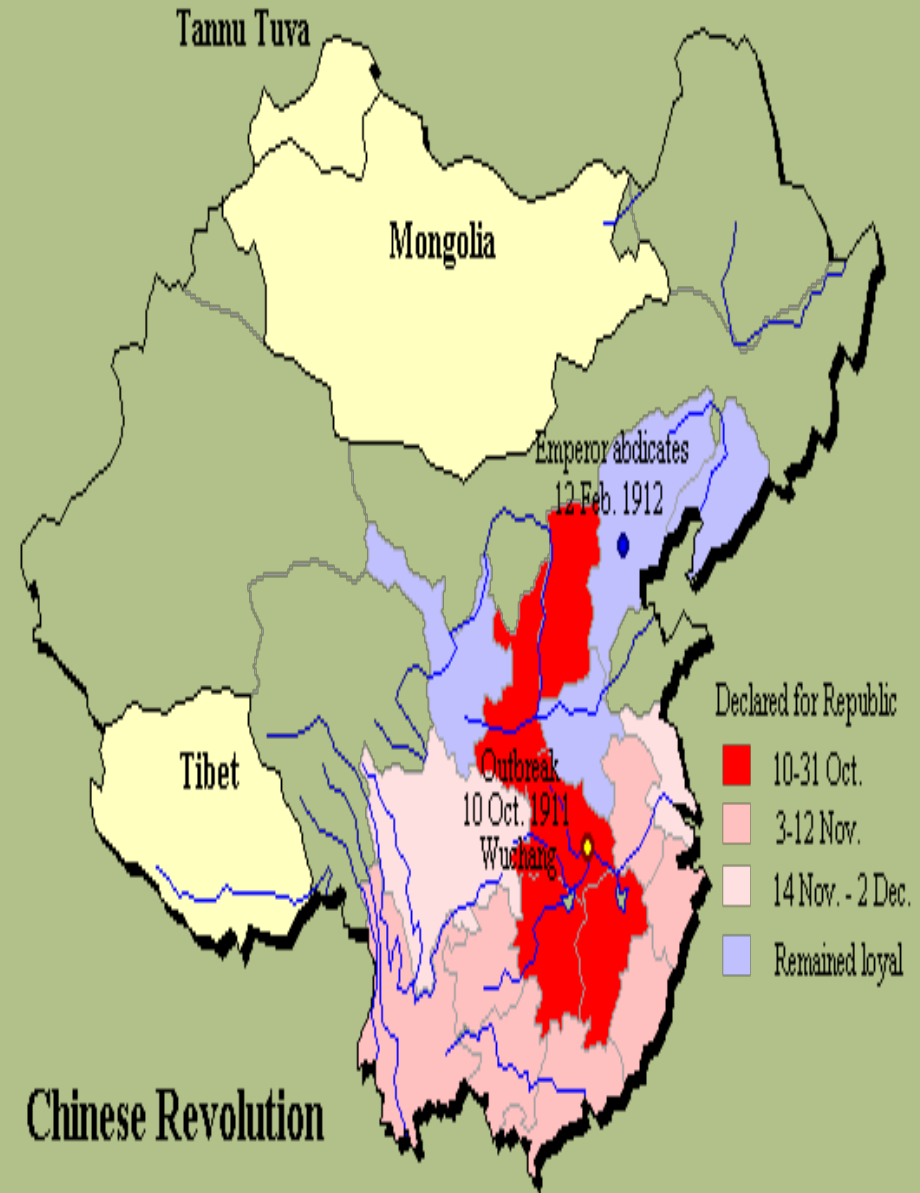 Tannu Tuva
Mongolia
Emperor abdicates
12 Feb. 1912
Declared for Republic
10-31 Oct.
3-12 Nov.
14 Nov. - 2 Dec.
Remained loyal
Tibet
Outbreak
10 Oct. 1911
Wuchang
Chinese Revolution